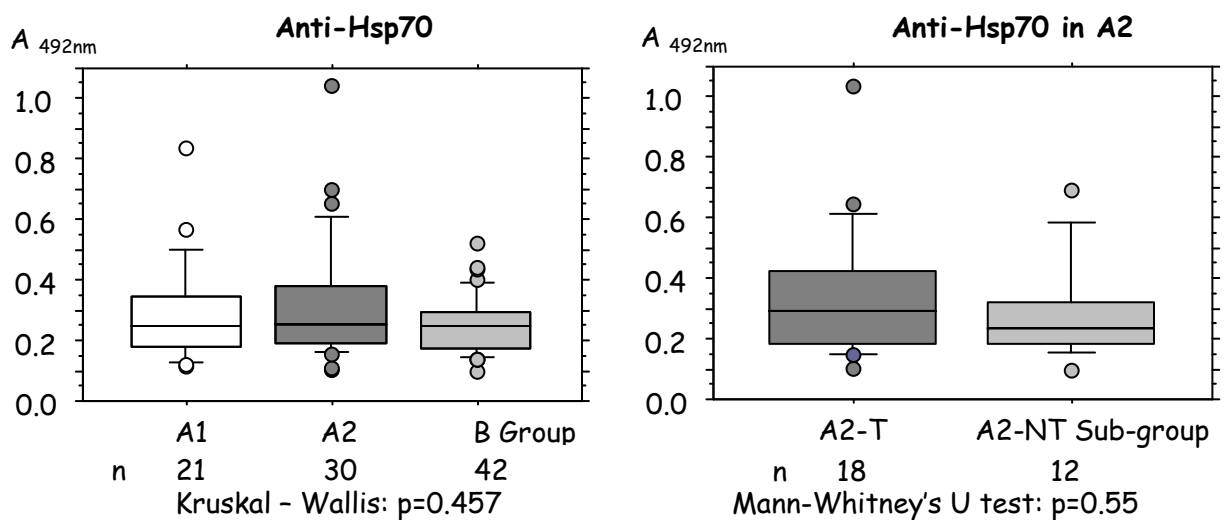 Anti-Hsp70
A 492nm
1.0
0.8
0.6
0.4
0.2
0.0
A1 A2 B Group
n 21 30 42
Kruskal – Wallis: p=0.457
Anti-Hsp70 in A2
A 492nm
1.0
0.8
0.6
0.4
0.2
0.0
A2-T A2-NT Sub-group
n 18 12
Mann-Whitney’s U test: p=0.55